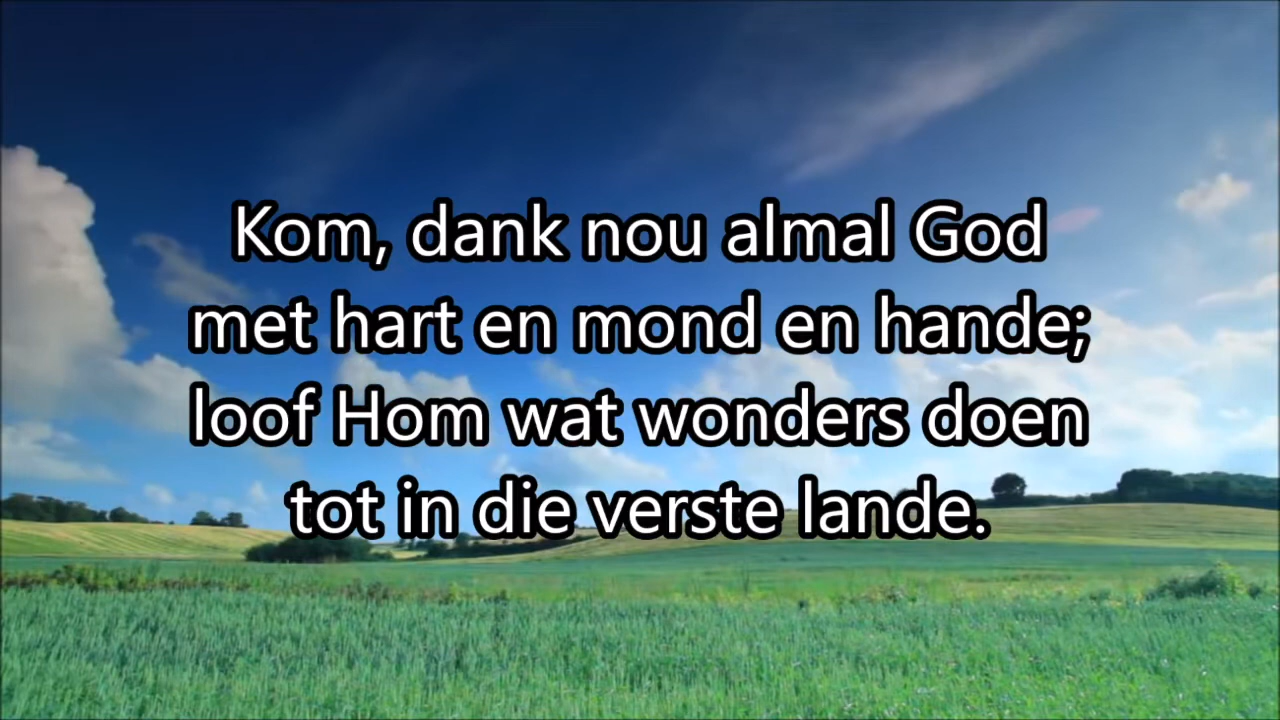 Kom, dank nou almal God
met hart en mond en hande;
loof Hom wat wonders doen
tot in die verste lande.